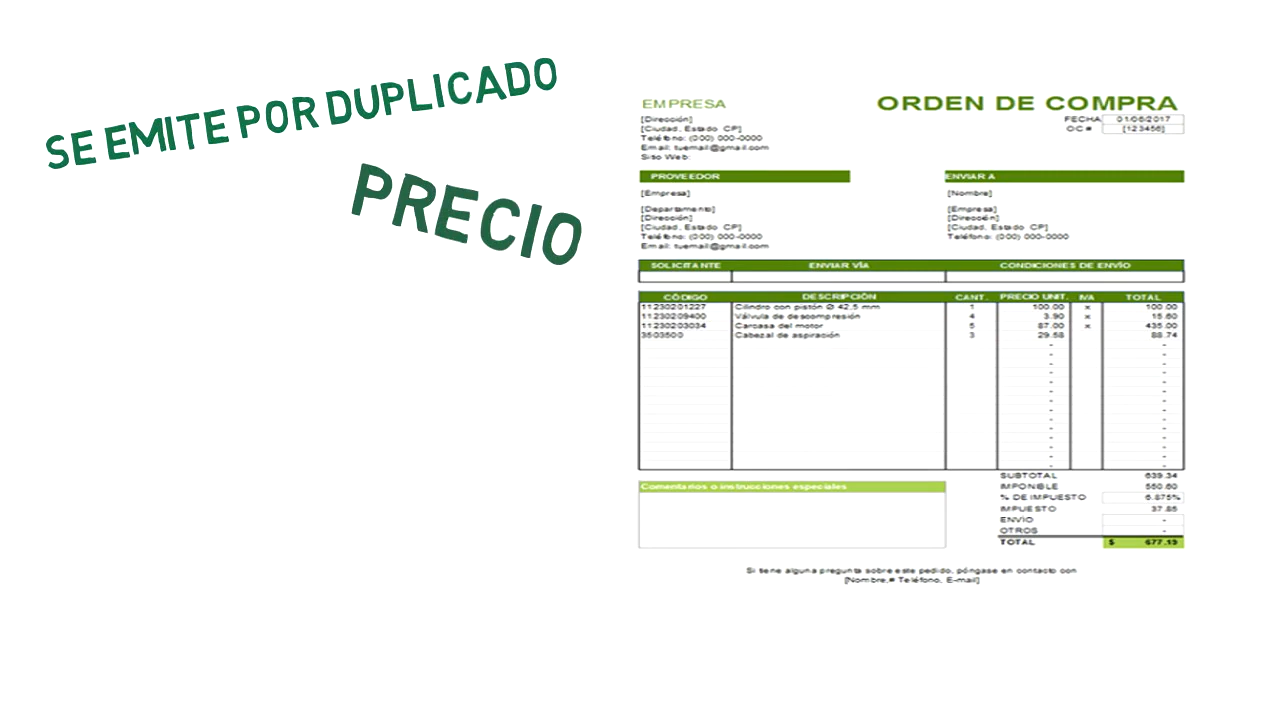 SE EMITE POR DUPLICADO
PRECIO
EMPRESA
ORDEN DE COMPRA
[Dirección]
FECHA 01/06/2017
[Ciudad, Estado CP]
OC # [123456]
Teléfono: (000) 000-0000
Email: tuemail@gmail.com
Sitio Web:
PROVEEDOR
ENVIAR A
[Empresa]
[Nombre]
[Departamento]
[Empresa]
[Dirección]
[Dirección]
[Ciudad, Estado CP]
[Ciudad, Estado CP]
Teléfono: (000) 000-0000
Teléfono: (000) 000-0000
Email: tuemail@gmail.com
SOLICITANTE ENVIAR VÍA CONDICIONES DE ENVÍO
CÓDIGO DESCRIPCIÓN CANT. PRECIO UNIT. IVA TOTAL
11230201227 Cilindro con pistón Ø 42,5 mm 1 100.00 x 100.00
11230209400 Válvula de descompresión 4 3.90 x 15.60
11230203034 Carcasa del motor 5 87.00 x 435.00
3503500 Cabezal de aspiración 3 29.58 88.74
- -
- -
- -
- -
- -
- -
- -
- -
- -
- -
- -
- -
- -
- -
SUBTOTAL 639.34
Comentarios o instrucciones especiales
IMPONIBLE 550.60
% DE IMPUESTO 6.875%
IMPUESTO 37.85
ENVÍO -
OTROS -
TOTAL $ 677.19
Si tiene alguna pregunta sobre este pedido, póngase en contacto con
[Nombre,# Teléfono, E-mail]